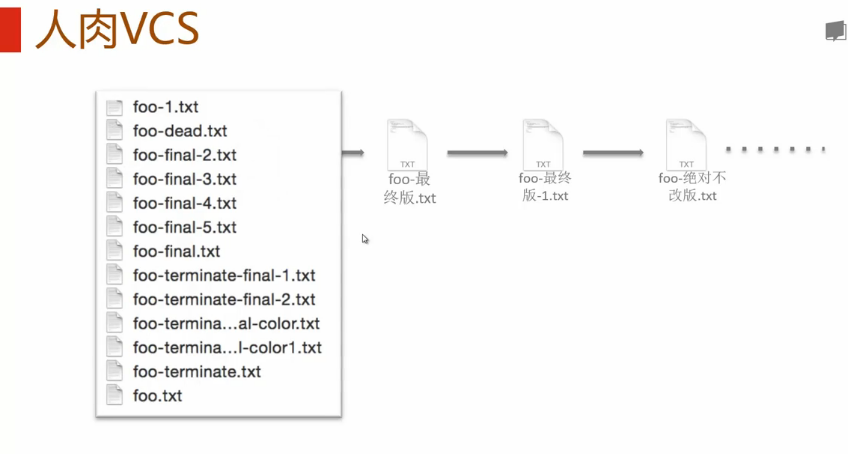 人肉VCS
foo-1.txt
foo-dead.txt
foo-final-2.txt
foo-final-3.txt
foo-final-4.txt
foo-final-5.txt
foo-final.txt
foo-terminate-final-1.txt
foo-terminate-final-2.txt
foo-termina...al-color.txt
foo-termina...l-color1.txt
foo-terminate.txt
foo.txt
TXT
foo-最
终版.txt
TXT
foo-最终
版-1.txt
TXT
foo-绝对不
改版.txt